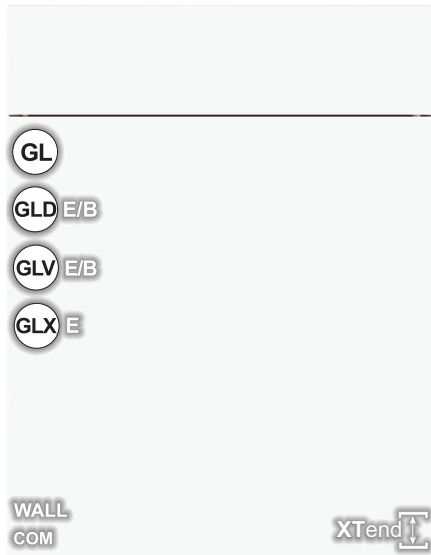 GL
GLD E/B
GLV E/B
GLX E
WALL
COM
XTend